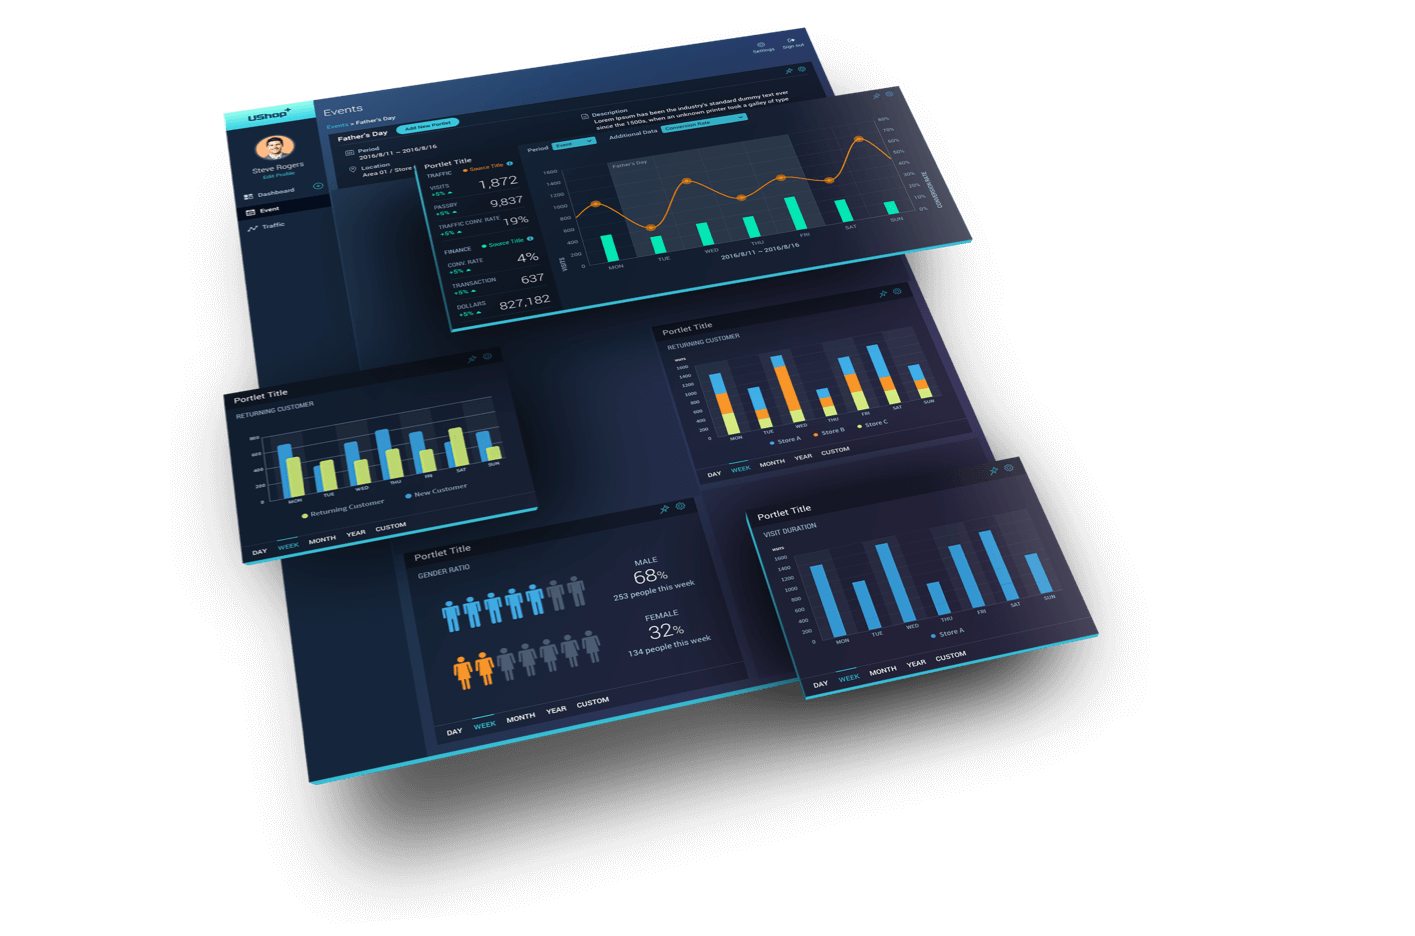 Settings
Sign out
UShop
Events
Events » Father's Day
Father's Day
Add New Portlet
Period
2016/8/11 ~ 2016/8/16
Location
Area 01 / Store
Description
Lorem Ipsum has been the industry's standard dummy text ever
since the 1500s, when an unknown printer took a galley of type
Steve Rogers
Edit Profile
Dashboard
Event
Traffic
Portlet Title
TRAFFIC
Source Title
VISITS
+5%
1,872
PASSBY
+5%
9,837
TRAFFIC CONV. RATE
+5%
19%
FINANCE
Source Title
CONV. RATE
+5%
4%
TRANSACTION
+5%
637
DOLLARS
+5%
827,182
Period
Event
Additional Data
Conversion Rate
Father's Day
1600
1400
1200
1000
800
600
400
200
0
VISITS
80%
70%
60%
50%
40%
30%
20%
10%
0%
CONVERSION RATE
MON
TUE
WED
THU
FRI
SAT
SUN
2016/8/11 ~ 2016/8/16
Portlet Title
RETURNING CUSTOMER
800
600
400
200
0
MON
TUE
WED
THU
FRI
SAT
SUN
Returning Customer
New Customer
DAY
WEEK
MONTH
YEAR
CUSTOM
Portlet Title
RETURNING CUSTOMER
VISITS
1600
1400
1200
1000
800
600
400
200
0
MON
TUE
WED
THU
FRI
SAT
SUN
Store A
Store B
Store C
DAY
WEEK
MONTH
YEAR
CUSTOM
Portlet Title
GENDER RATIO
MALE
68%
253 people this week
FEMALE
32%
134 people this week
DAY
WEEK
MONTH
YEAR
CUSTOM
Portlet Title
VISIT DURATION
VISITS
1600
1400
1200
1000
800
600
400
200
0
MON
TUE
WED
THU
FRI
SAT
SUN
Store A
DAY
WEEK
MONTH
YEAR
CUSTOM